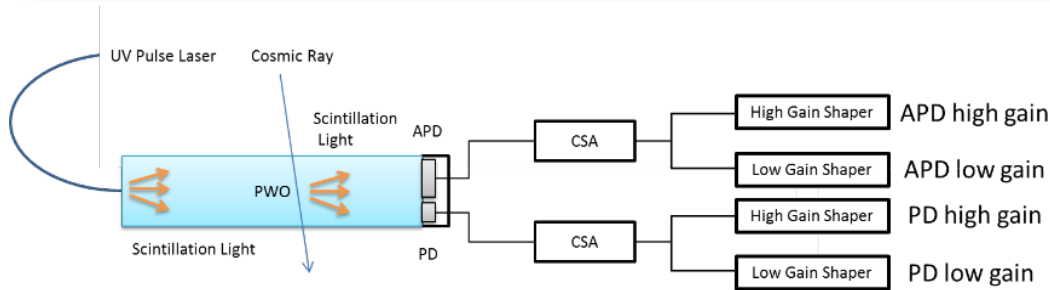 UV Pulse Laser
Cosmic Ray
Scintillation
Light
APD
CSA
High Gain Shaper
APD high gain
Low Gain Shaper
APD low gain
PWO
High Gain Shaper
PD high gain
Scintillation Light
PD
CSA
Low Gain Shaper
PD low gain